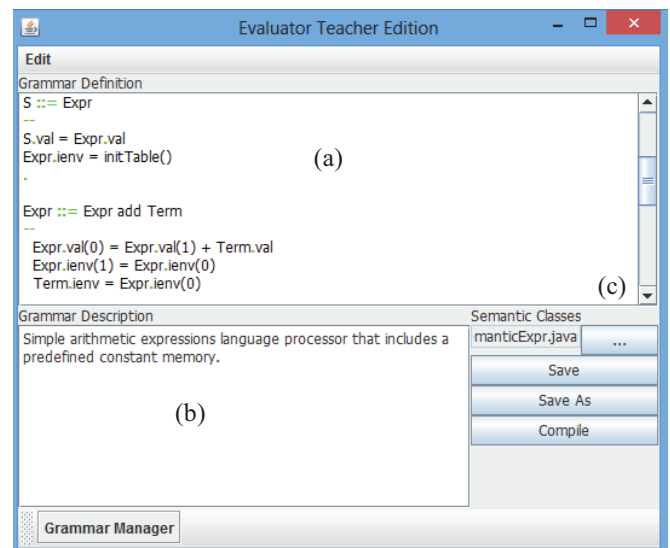 Evaluator Teacher Edition
Edit
Grammar Definition
S ::= Expr
--
S.val = Expr.val
Expr.ienv = initTable()
.
(a)
Expr ::= Expr add Term
--
Expr.val(0) = Expr.val(1) + Term.val
Expr.ienv(1) = Expr.ienv(0)
Term.ienv = Expr.ienv(0)
(c)
Grammar Description
Simple arithmetic expressions language processor that includes a
predefined constant memory.
(b)
Semantic Classes
manticExpr.java
...
Save
Save As
Compile
Grammar Manager